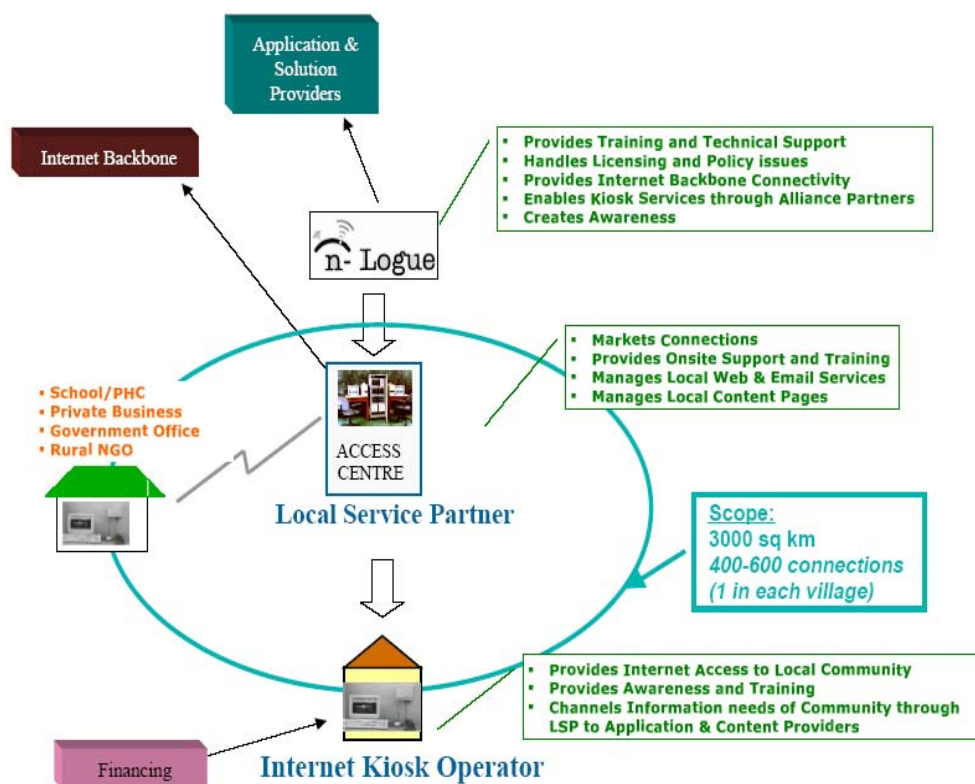 Application &
Solution
Providers
Internet Backbone
▪ Provides Training and Technical Support
▪ Handles Licensing and Policy issues
▪ Provides Internet Backbone Connectivity
▪ Enables Kiosk Services through Alliance Partners
▪ Creates Awareness
n- Logue
▪ Markets Connections
▪ Provides Onsite Support and Training
▪ Manages Local Web & Email Services
▪ Manages Local Content Pages
▪ School/PHC
▪ Private Business
▪ Government Office
▪ Rural NGO
ACCESS
CENTRE
Local Service Partner
Scope:
3000 sq km
400-600 connections
(1 in each village)
▪ Provides Internet Access to Local Community
▪ Provides Awareness and Training
▪ Channels Information needs of Community through
LSP to Application & Content Providers
Financing
Internet Kiosk Operator